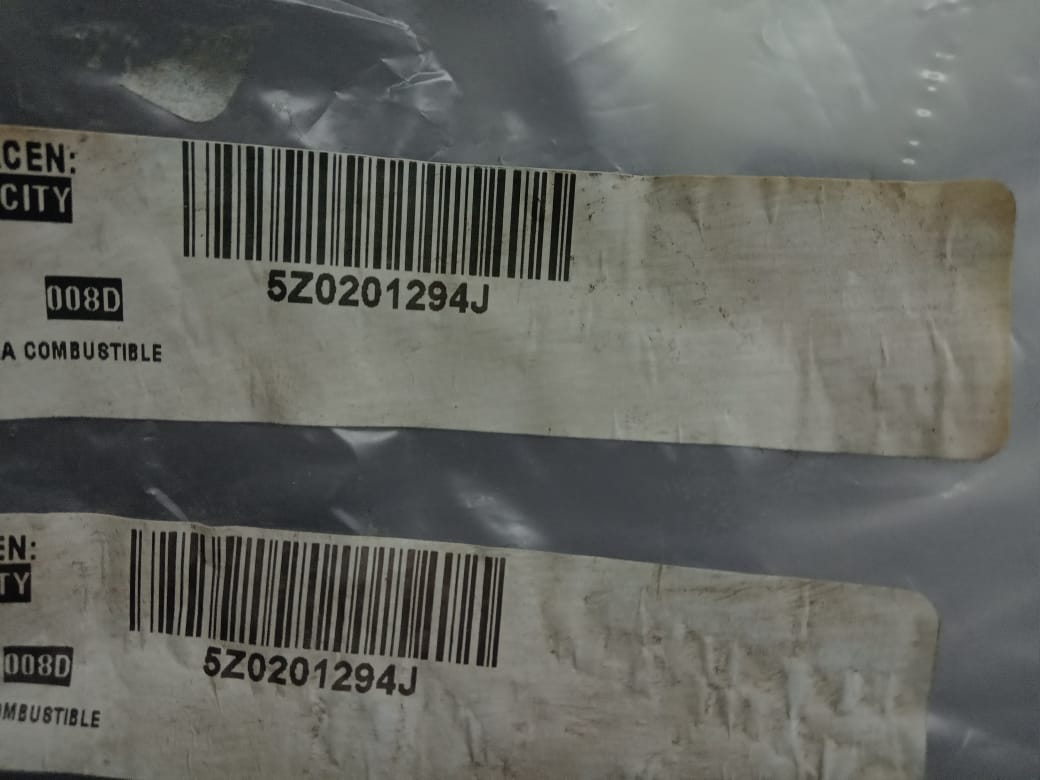 CEN:
CITY
5Z0201294J
008D
A COMBUSTIBLE
EN:
TY
5Z0201294J
008D
OMBUSTIBLE